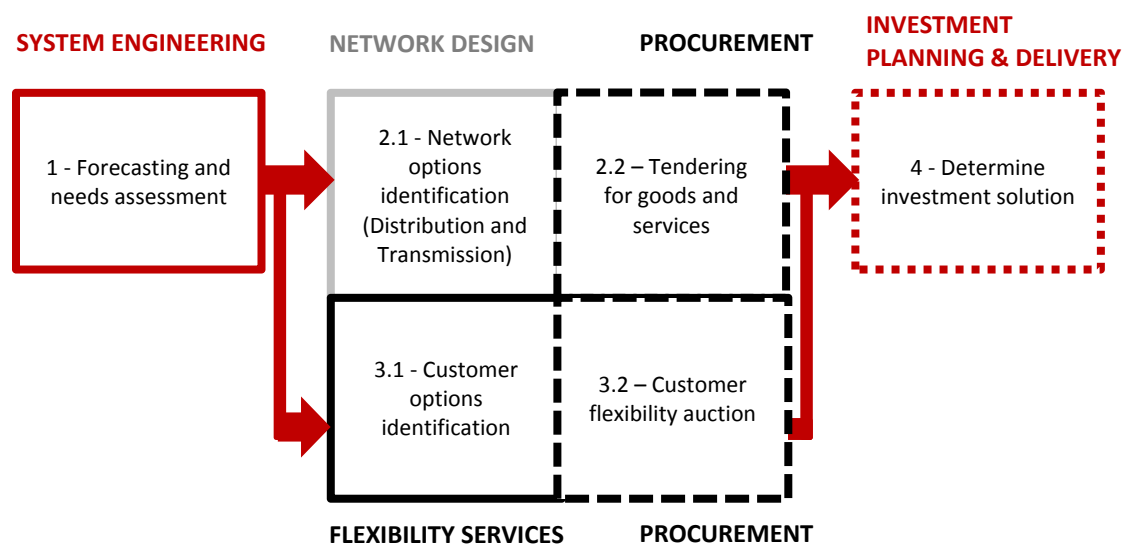 SYSTEM ENGINEERING
NETWORK DESIGN
PROCUREMENT
INVESTMENT
PLANNING & DELIVERY
1 - Forecasting and
needs assessment
2.1 - Network
options
identification
(Distribution and
Transmission)
2.2 – Tendering
for goods and
services
4 - Determine
investment solution
3.1 - Customer
options
identification
3.2 – Customer
flexibility auction
FLEXIBILITY SERVICES
PROCUREMENT